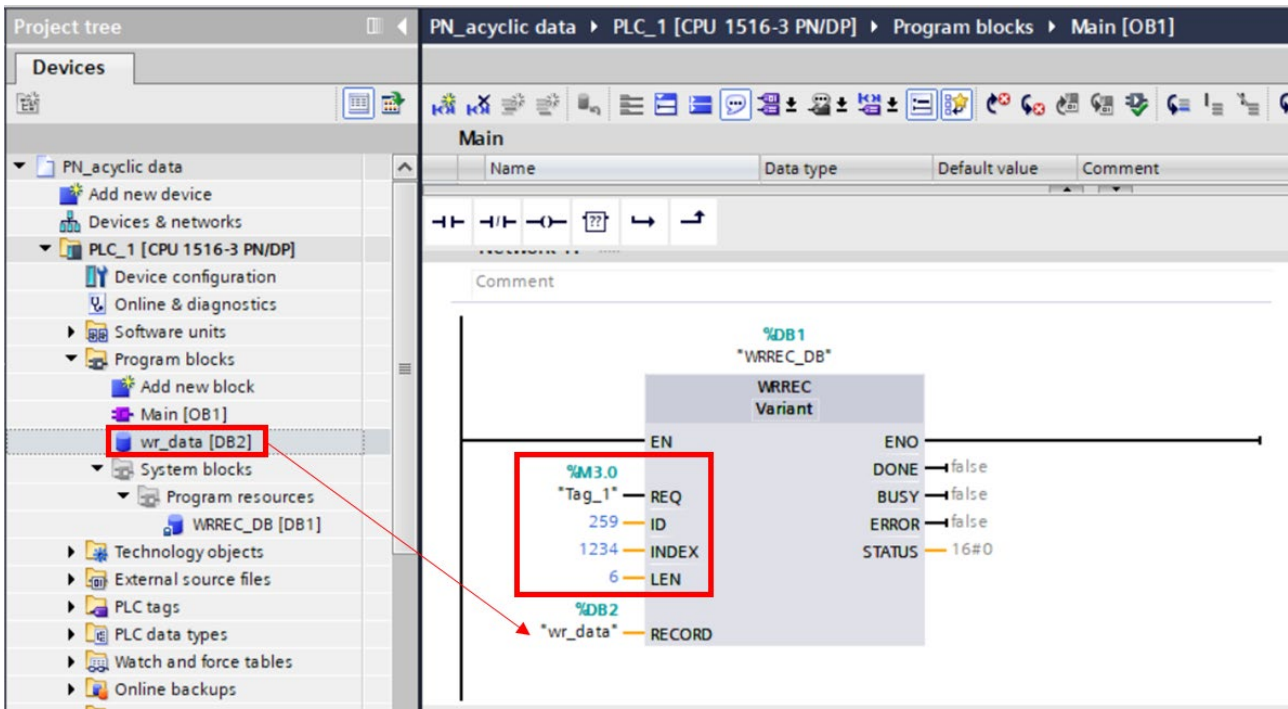 Project tree
PN_acyclic data ▸ PLC_1 [CPU 1516-3 PN/DP] ▸ Program blocks ▸ Main [OB1]
Devices
Main
Name Data type Default value Comment
PN_acyclic data
Add new device
Devices & networks
PLC_1 [CPU 1516-3 PN/DP]
Device configuration
Online & diagnostics
Software units
Program blocks
Add new block
Main [OB1]
wr_data [DB2]
System blocks
Program resources
WRREC_DB [DB1]
Technology objects
External source files
PLC tags
PLC data types
Watch and force tables
Online backups
??
Comment
%DB1
"WRREC_DB"
WRREC
Variant
EN ENO
%M3.0
"Tag_1" REQ
259 ID
1234 INDEX
6 LEN
%DB2
"wr_data" RECORD
DONE false
BUSY false
ERROR false
STATUS 16#0